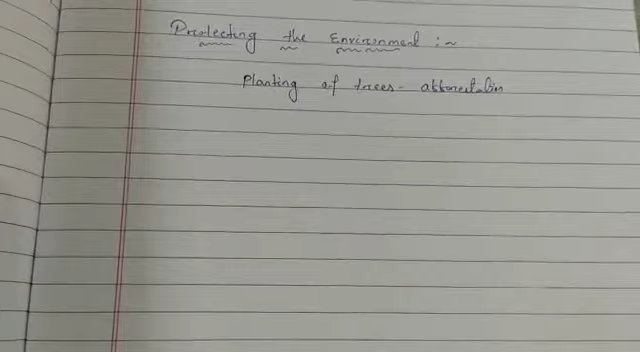 Protecting the Environment :~
Planting of trees - afforestation